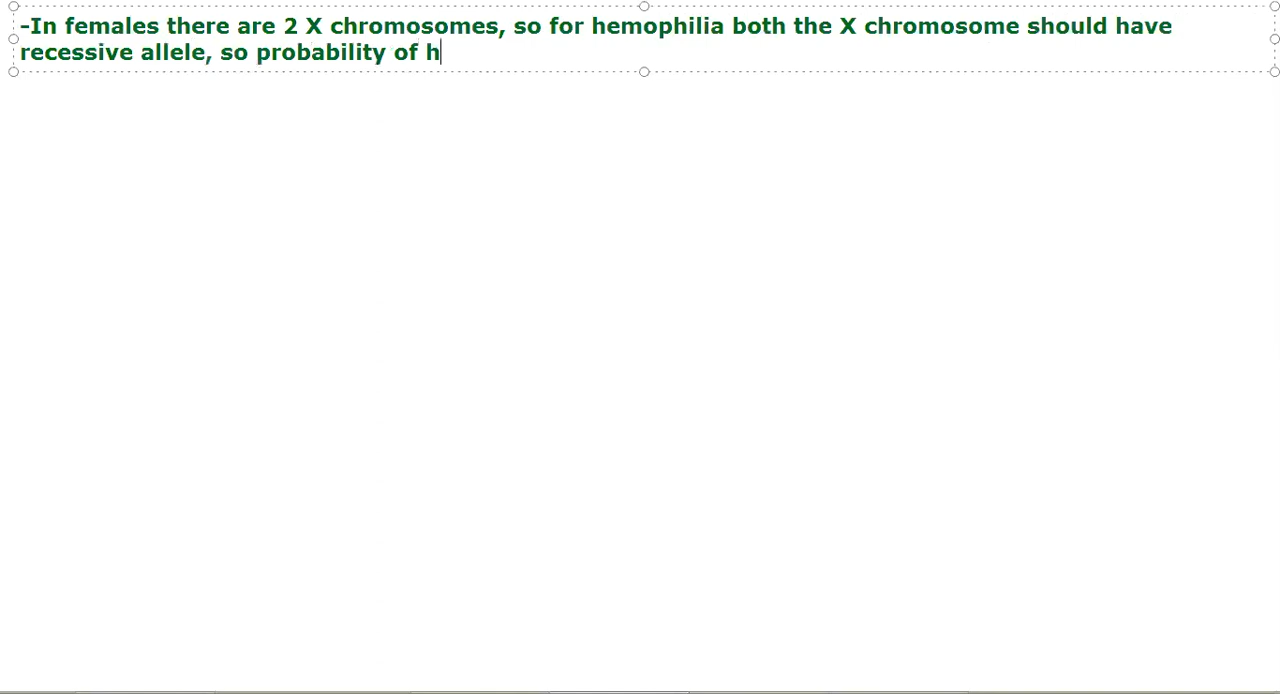 -In females there are 2 X chromosomes, so for hemophilia both the X chromosome should have
recessive allele, so probability of h